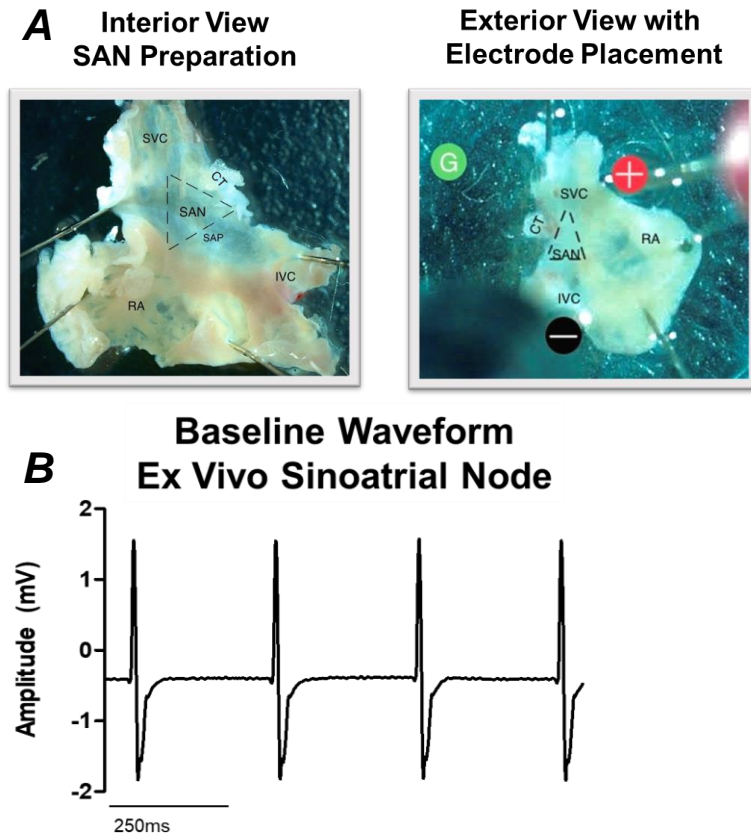 A
Interior View
SAN Preparation
Exterior View with
Electrode Placement
SVC
CT
SAN
SAP
IVC
RA
G
+
SVC
CT
RA
SAN
IVC
−
B
Baseline Waveform
Ex Vivo Sinoatrial Node
Amplitude (mV)
2
1
0
-1
-2
250ms